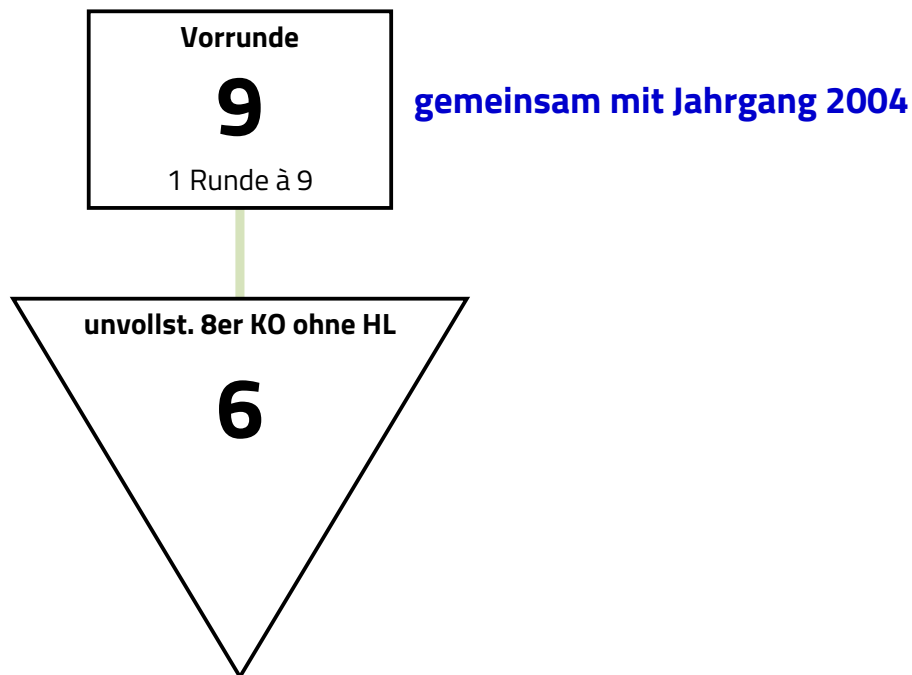 Vorrunde
9
1 Runde à 9
gemeinsam mit Jahrgang 2004
unvollst. 8er KO ohne HL
6